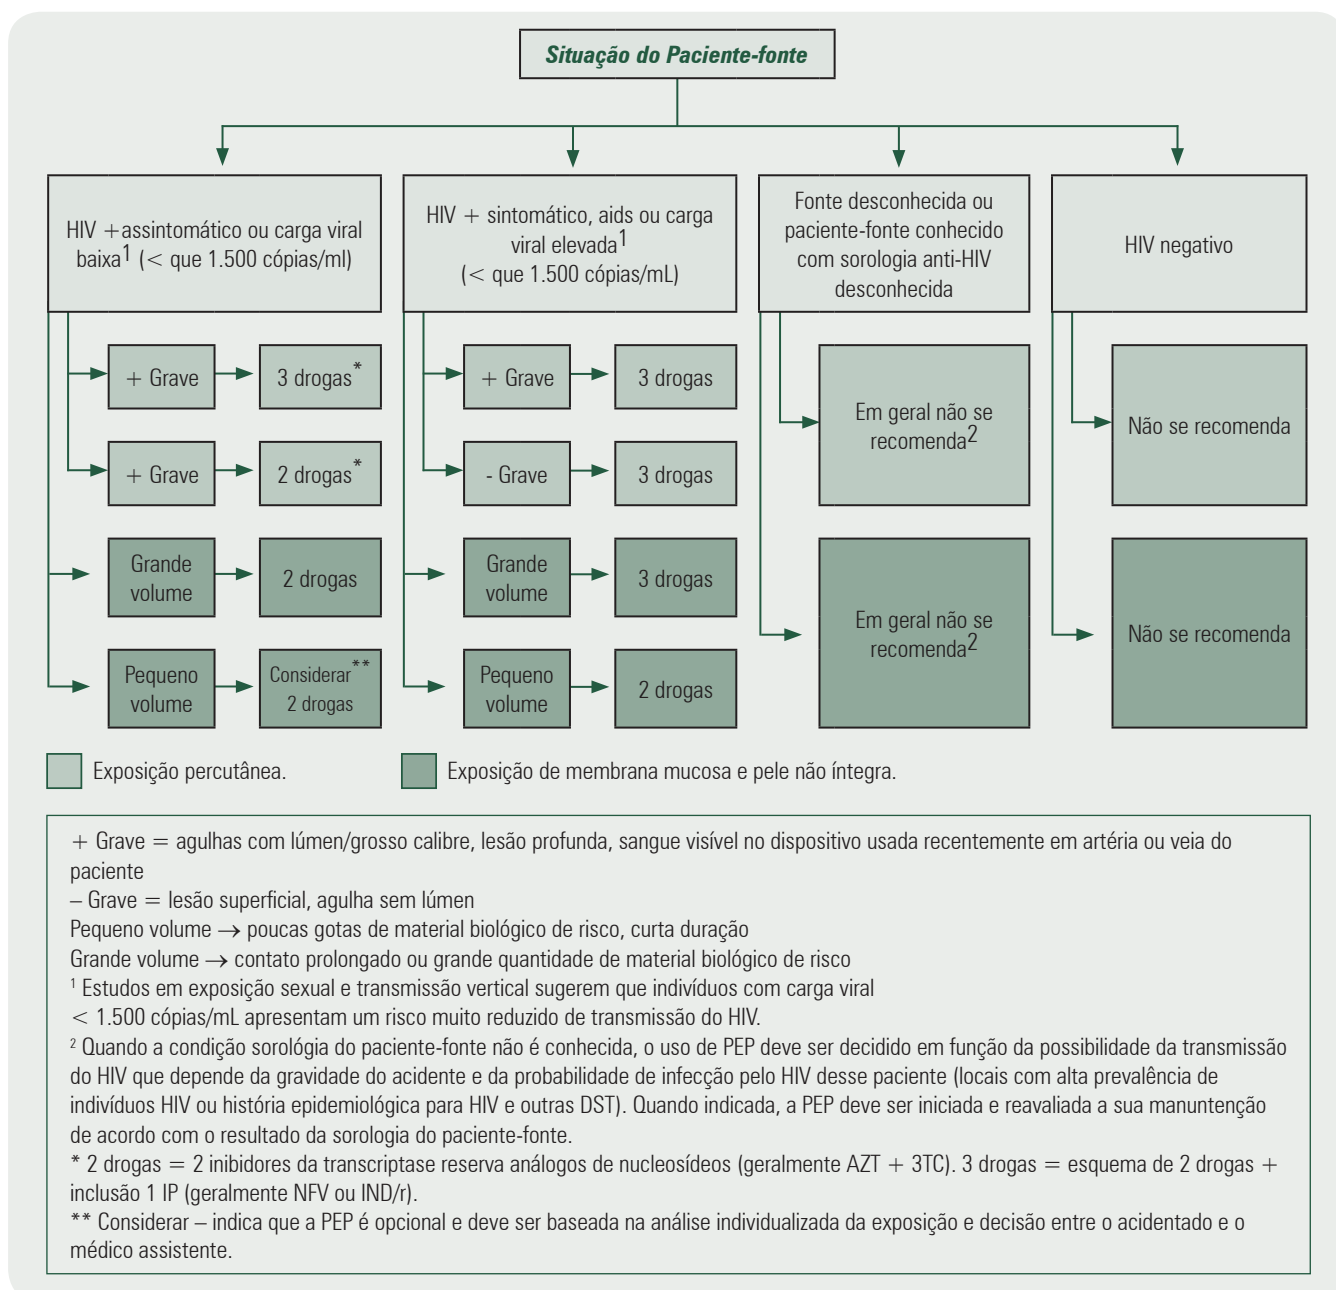 Situação do Paciente-fonte
HIV +assintomático ou carga viral
baixa1 (< que 1.500 cópias/ml)
+ Grave
3 drogas*
+ Grave
2 drogas*
Grande
volume
2 drogas
Pequeno
volume
Considerar**
2 drogas
HIV + sintomático, aids ou carga
viral elevada1
(< que 1.500 cópias/mL)
+ Grave
3 drogas
- Grave
3 drogas
Grande
volume
3 drogas
Pequeno
volume
2 drogas
Fonte desconhecida ou
paciente-fonte conhecido
com sorologia anti-HIV
desconhecida
Em geral não se
recomenda2
Em geral não se
recomenda2
HIV negativo
Não se recomenda
Não se recomenda
Exposição percutânea.
Exposição de membrana mucosa e pele não íntegra.
+ Grave = agulhas com lúmen/grosso calibre, lesão profunda, sangue visível no dispositivo usada recentemente em artéria ou veia do
paciente
– Grave = lesão superficial, agulha sem lúmen
Pequeno volume → poucas gotas de material biológico de risco, curta duração
Grande volume → contato prolongado ou grande quantidade de material biológico de risco
1 Estudos em exposição sexual e transmissão vertical sugerem que indivíduos com carga viral
< 1.500 cópias/mL apresentam um risco muito reduzido de transmissão do HIV.
2 Quando a condição sorológia do paciente-fonte não é conhecida, o uso de PEP deve ser decidido em função da possibilidade da transmissão
do HIV que depende da gravidade do acidente e da probabilidade de infecção pelo HIV desse paciente (locais com alta prevalência de
indivíduos HIV ou história epidemiológica para HIV e outras DST). Quando indicada, a PEP deve ser iniciada e reavaliada a sua manuntenção
de acordo com o resultado da sorologia do paciente-fonte.
* 2 drogas = 2 inibidores da transcriptase reserva análogos de nucleosídeos (geralmente AZT + 3TC). 3 drogas = esquema de 2 drogas +
inclusão 1 IP (geralmente NFV ou IND/r).
** Considerar – indica que a PEP é opcional e deve ser baseada na análise individualizada da exposição e decisão entre o acidentado e o
médico assistente.